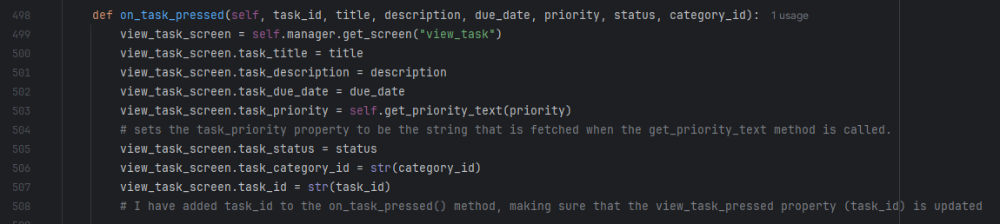 498 def on_task_pressed(self, task_id, title, description, due_date, priority, status, category_id): 1 usage
499 view_task_screen = self.manager.get_screen("view_task")
500 view_task_screen.task_title = title
501 view_task_screen.task_description = description
502 view_task_screen.task_due_date = due_date
503 view_task_screen.task_priority = self.get_priority_text(priority)
504 # sets the task_priority property to be the string that is fetched when the get_priority_text method is called.
505 view_task_screen.task_status = status
506 view_task_screen.task_category_id = str(category_id)
507 view_task_screen.task_id = str(task_id)
508 # I have added task_id to the on_task_pressed() method, making sure that the view_task_pressed property (task_id) is updated